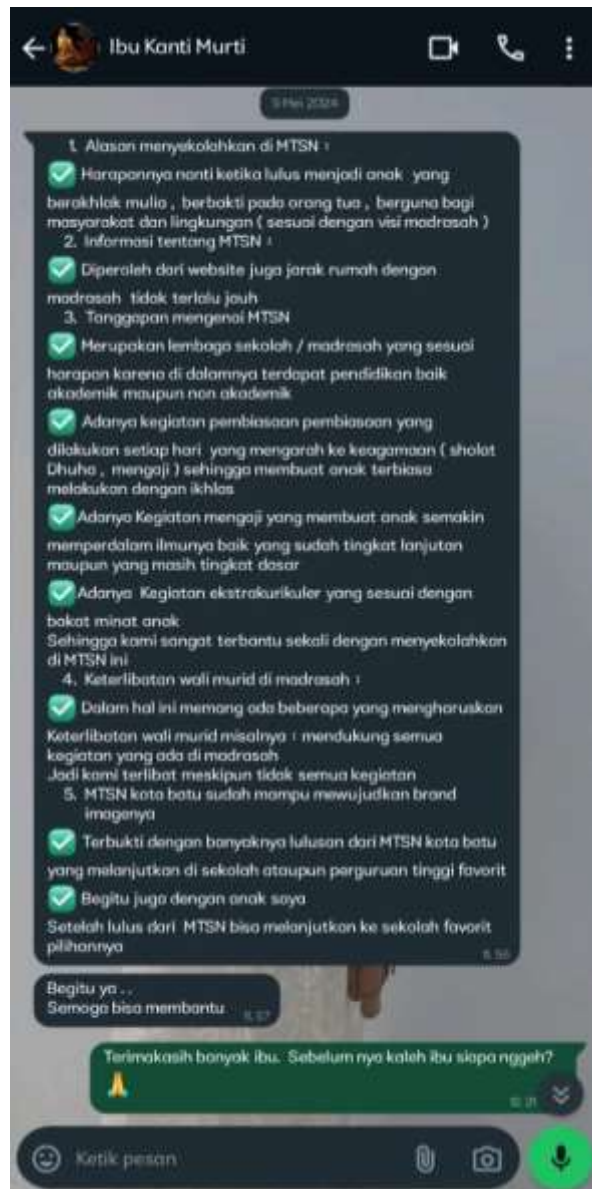 Ibu Kanti Murti
5 Mei 2024
1. Alasan menyekolahkan di MTSN :
Harapannya nanti ketika lulus menjadi anak yang
berakhlak mulia , berbakti pada orang tua , berguna bagi
masyarakat dan lingkungan ( sesuai dengan visi madrasah )
2. Informasi tentang MTSN :
Diperoleh dari website juga jarak rumah dengan
madrasah tidak terlalu jauh
3. Tanggapan mengenai MTSN
Merupakan lembaga sekolah / madrasah yang sesuai
harapan karena di dalamnya terdapat pendidikan baik
akademik maupun non akademik
Adanya kegiatan pembiasaan pembiasaan yang
dilakukan setiap hari yang mengarah ke keagamaan ( sholat
Dhuha , mengaji ) sehingga membuat anak terbiasa
melakukan dengan ikhlas
Adanya Kegiatan mengaji yang membuat anak semakin
memperdalam ilmunya baik yang sudah tingkat lanjutan
maupun yang masih tingkat dasar
Adanya Kegiatan ekstrakurikuler yang sesuai dengan
bakat minat anak
Sehingga kami sangat terbantu sekali dengan menyekolahkan
di MTSN ini
4. Keterlibatan wali murid di madrasah :
Dalam hal ini memang ada beberapa yang mengharuskan
Keterlibatan wali murid misalnya : mendukung semua
kegiatan yang ada di madrasah
Jadi kami terlibat meskipun tidak semua kegiatan
5. MTSN kota batu sudah mampu mewujudkan brand
imagenya
Terbukti dengan banyaknya lulusan dari MTSN kota batu
yang melanjutkan di sekolah ataupun perguruan tinggi favorit
Begitu juga dengan anak saya
Setelah lulus dari MTSN bisa melanjutkan ke sekolah favorit
pilihannya
Begitu ya ..
Semoga bisa membantu
Terimakasih banyak ibu. Sebelum nya kaleh ibu siapa nggeh?
Ketik pesan